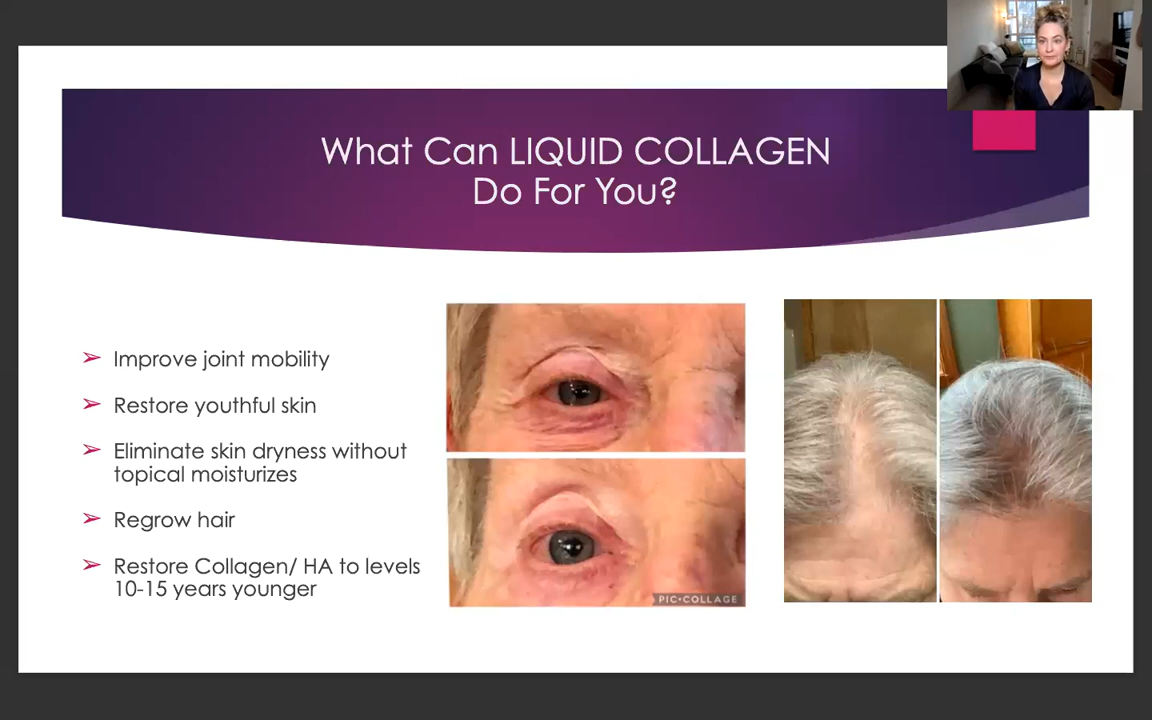 What Can LIQUID COLLAGEN
Do For You?
➢ Improve joint mobility
➢ Restore youthful skin
➢ Eliminate skin dryness without
topical moisturizes
➢ Regrow hair
➢ Restore Collagen/ HA to levels
10-15 years younger
PIC•COLLAGE